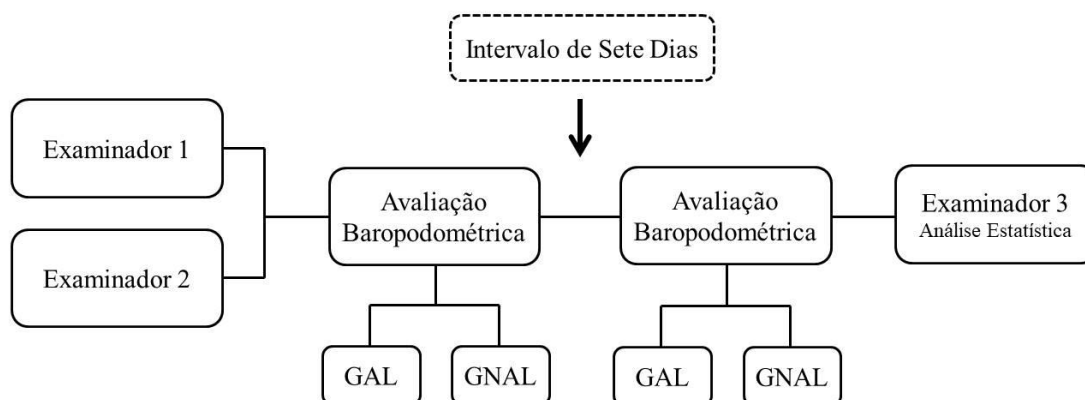 Intervalo de Sete Dias
Examinador 1
Examinador 2
Avaliação
Baropodométrica
Avaliação
Baropodométrica
Examinador 3
Análise Estatística
GAL
GNAL
GAL
GNAL